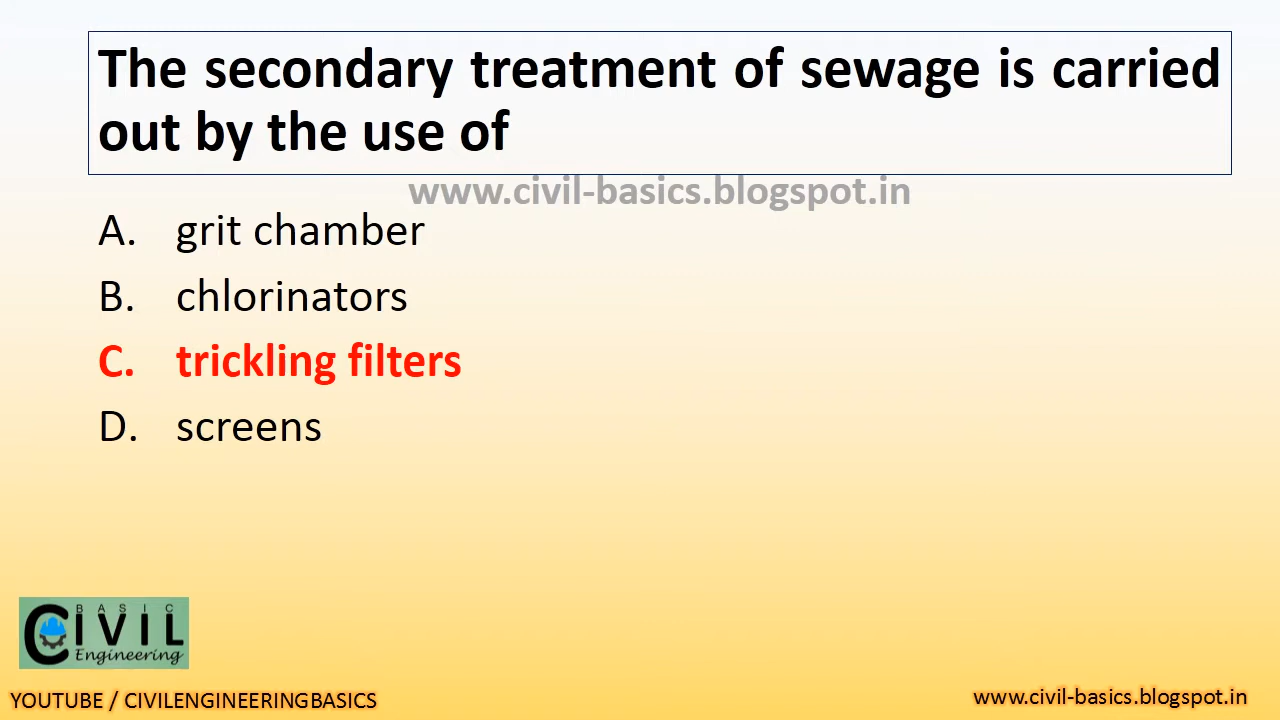 The secondary treatment of sewage is carried
out by the use of
www.civil-basics.blogspot.in
A. grit chamber
B. chlorinators
C. trickling filters
D. screens
BASIC
CIVIL
Engineering
YOUTUBE / CIVILENGINEERINGBASICS
www.civil-basics.blogspot.in